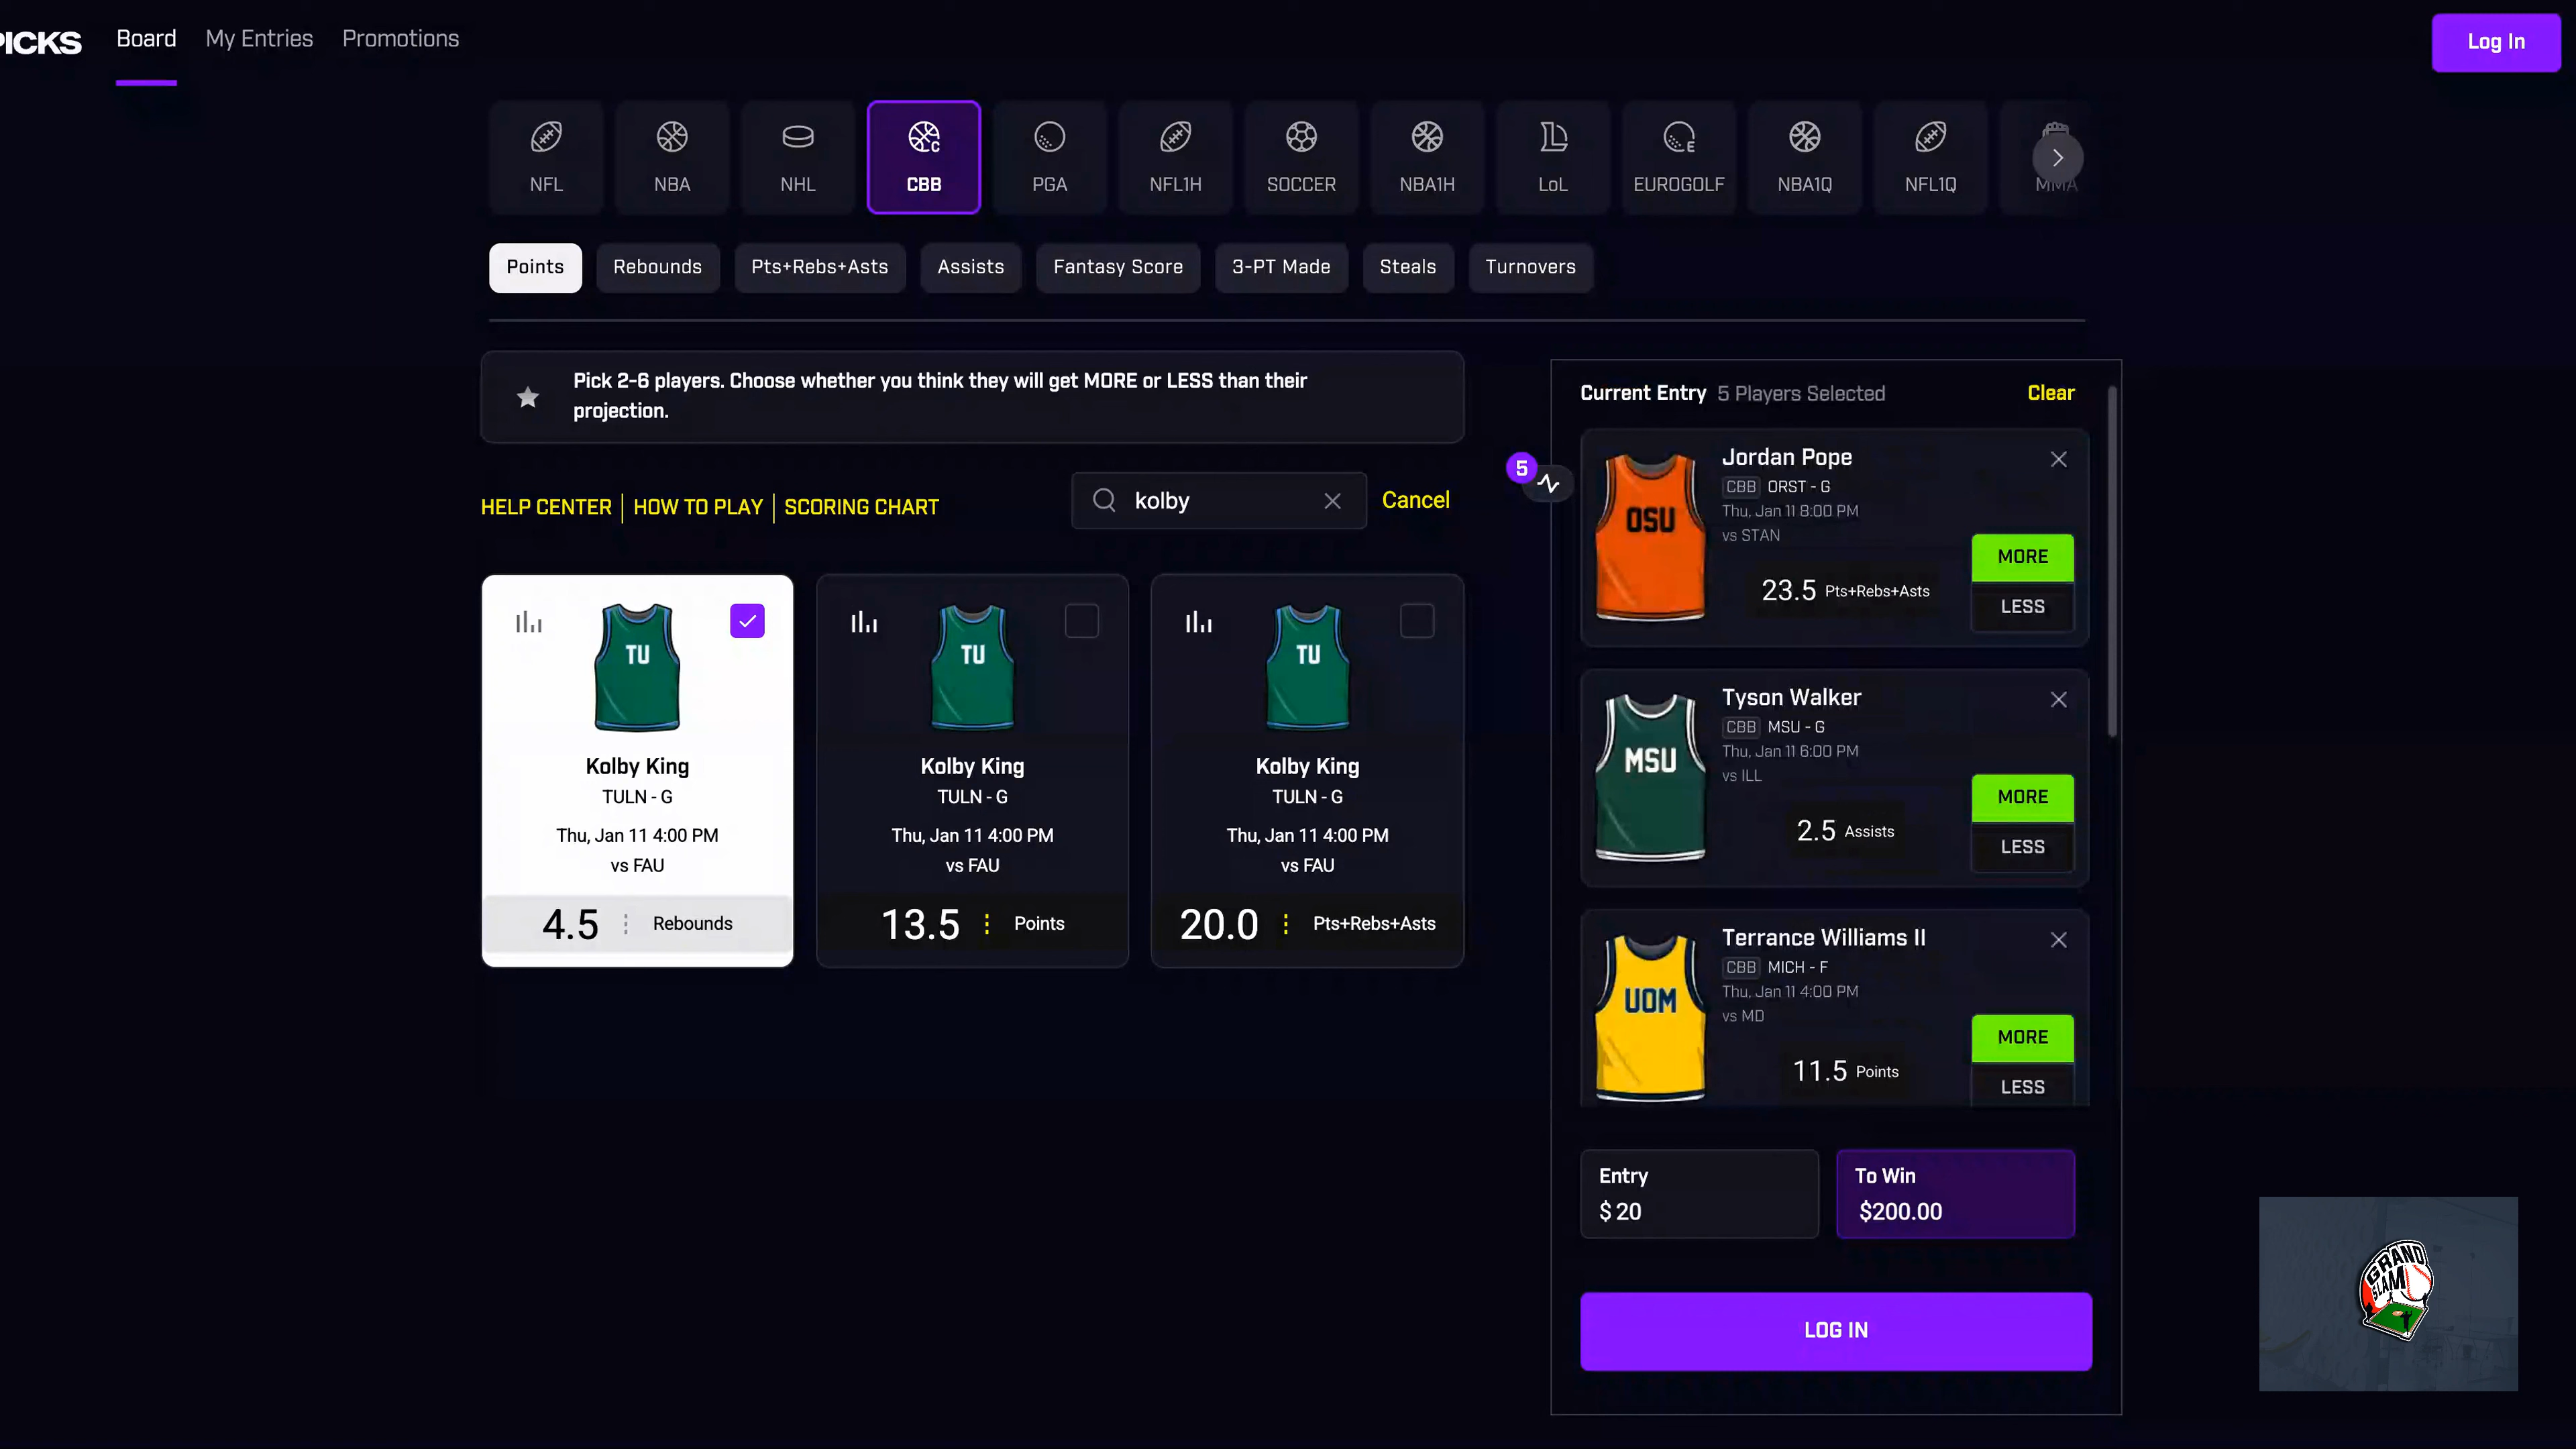 PICKS
Board
My Entries
Promotions
Log In
NFL
NBA
NHL
CBB
PGA
NFL1H
SOCCER
NBA1H
LoL
EUROGOLF
NBA1Q
NFL1Q
MMA
Points
Rebounds
Pts+Rebs+Asts
Assists
Fantasy Score
3-PT Made
Steals
Turnovers
Pick 2-6 players. Choose whether you think they will get MORE or LESS than their
projection.
HELP CENTER
HOW TO PLAY
SCORING CHART
kolby
Cancel
TU
Kolby King
TULN - G
Thu, Jan 11 4:00 PM
vs FAU
4.5 Rebounds
TU
Kolby King
TULN - G
Thu, Jan 11 4:00 PM
vs FAU
13.5 Points
TU
Kolby King
TULN - G
Thu, Jan 11 4:00 PM
vs FAU
20.0 Pts+Rebs+Asts
Current Entry 5 Players Selected
Clear
5
OSU
Jordan Pope
CBB ORST - G
Thu, Jan 11 8:00 PM
vs STAN
23.5 Pts+Rebs+Asts
MORE
LESS
MSU
Tyson Walker
CBB MSU - G
Thu, Jan 11 6:00 PM
vs ILL
2.5 Assists
MORE
LESS
UOM
Terrance Williams II
CBB MICH - F
Thu, Jan 11 4:00 PM
vs MD
11.5 Points
MORE
LESS
Entry
$ 20
To Win
$200.00
LOG IN
GRAND
SLAM